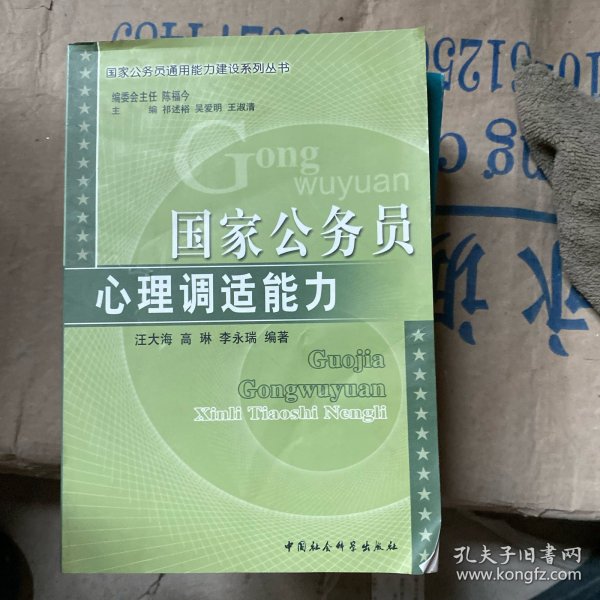 国家公务员通用能力建设系列丛书
编委会主任 陈福今
主 编 祁述裕 吴爱明 王淑清
Gong
wuyuan
国家公务员
心理调适能力
汪大海 高 琳 李永瑞 编著
Guojia
Gongwuyuan
Xinli Tiaoshi Nengli
中国社会科学出版社
孔夫子旧书网
www.kongfz.com